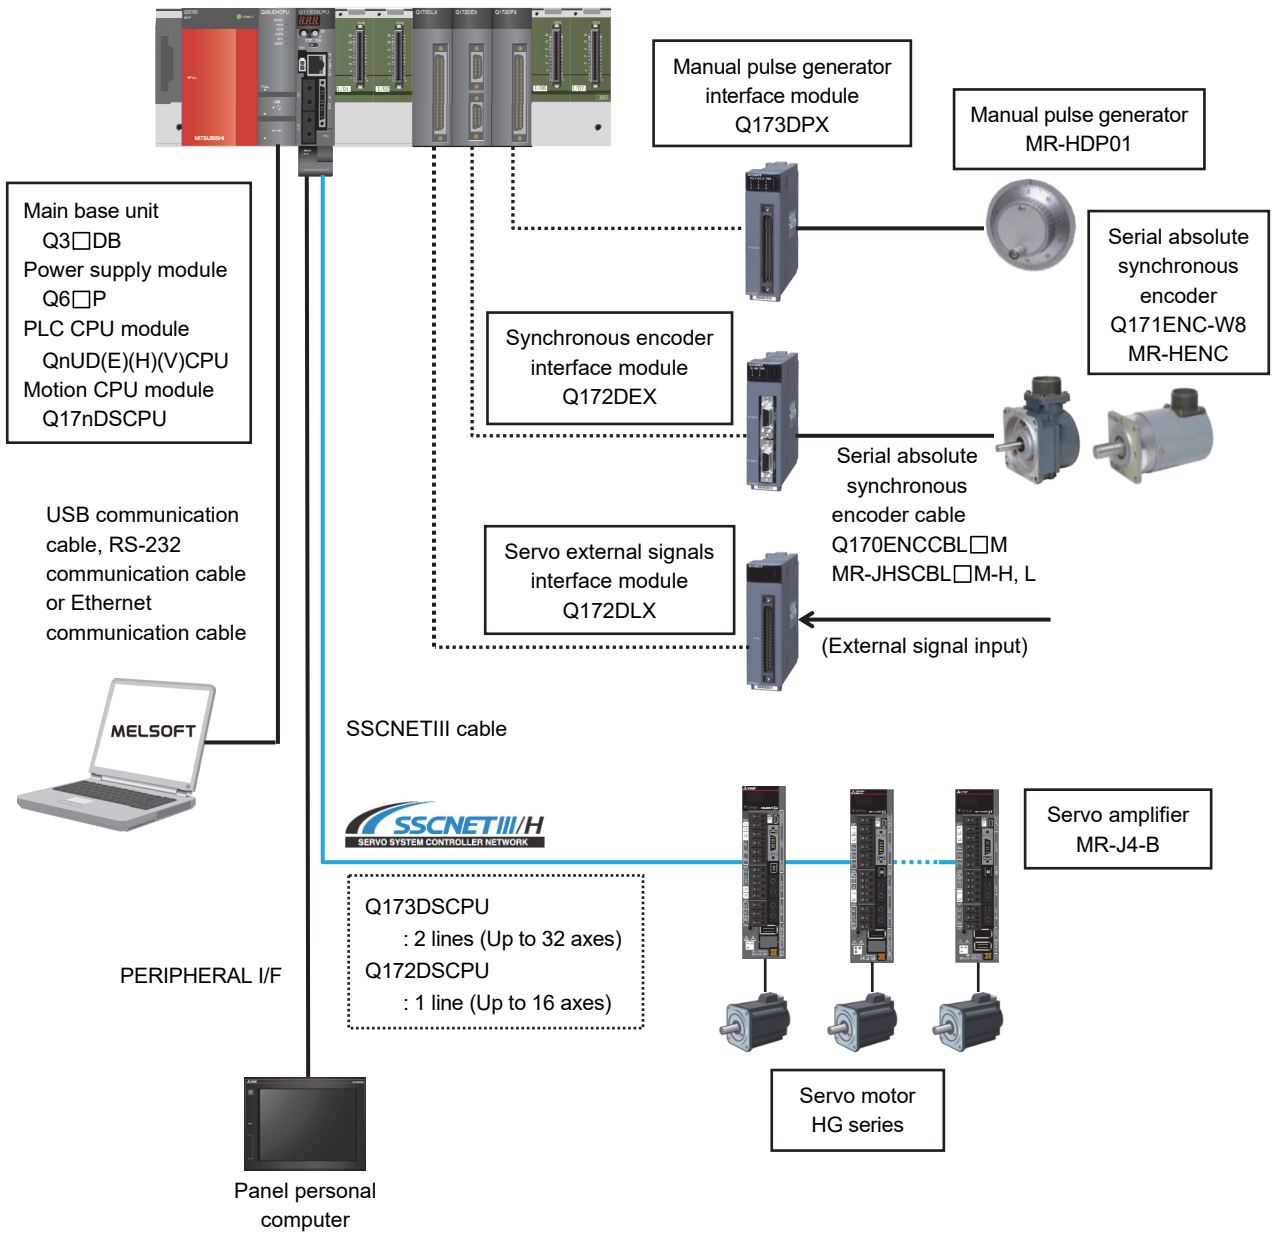 Q06UDHCPU
Q173DSCPU
Q172DLX
Q172DEX
Q173DPX
MITSUBISHI
Manual pulse generator
interface module
Q173DPX
Manual pulse generator
MR-HDP01
Main base unit
Q3□DB
Power supply module
Q6□P
PLC CPU module
QnUD(E)(H)(V)CPU
Motion CPU module
Q17nDSCPU
Serial absolute
synchronous
encoder
Q171ENC-W8
MR-HENC
Synchronous encoder
interface module
Q172DEX
Serial absolute
synchronous
encoder cable
Q170ENCCBL□M
MR-JHSCBL□M-H, L
USB communication
cable, RS-232
communication cable
or Ethernet
communication cable
Servo external signals
interface module
Q172DLX
(External signal input)
MELSOFT
SSCNETIII cable
SSCNETIII/H
SERVO SYSTEM CONTROLLER NETWORK
Servo amplifier
MR-J4-B
Q173DSCPU
: 2 lines (Up to 32 axes)
Q172DSCPU
: 1 line (Up to 16 axes)
PERIPHERAL I/F
Servo motor
HG series
Panel personal
computer